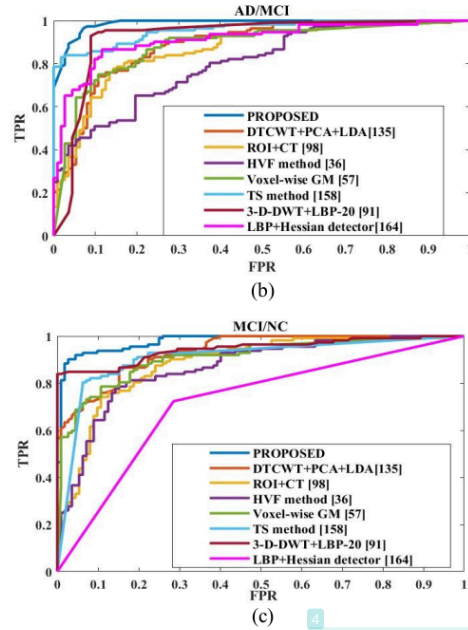 AD/MCI
1
0.8
0.6
0.4
0.2
0
TPR
PROPOSED
DTCWT+PCA+LDA[135]
ROI+CT [98]
HVF method [36]
Voxel-wise GM [57]
TS method [158]
3-D-DWT+LBP-20 [91]
LBP+Hessian detector[164]
0 0.1 0.2 0.3 0.4 0.5 0.6 0.7 0.8 0.9 1
FPR
(b)
MCI/NC
1
0.8
0.6
0.4
0.2
0
TPR
PROPOSED
DTCWT+PCA+LDA[135]
ROI+CT [98]
HVF method [36]
Voxel-wise GM [57]
TS method [158]
3-D-DWT+LBP-20 [91]
LBP+Hessian detector [164]
0 0.1 0.2 0.3 0.4 0.5 0.6 0.7 0.8 0.9 1
FPR
(c)
4